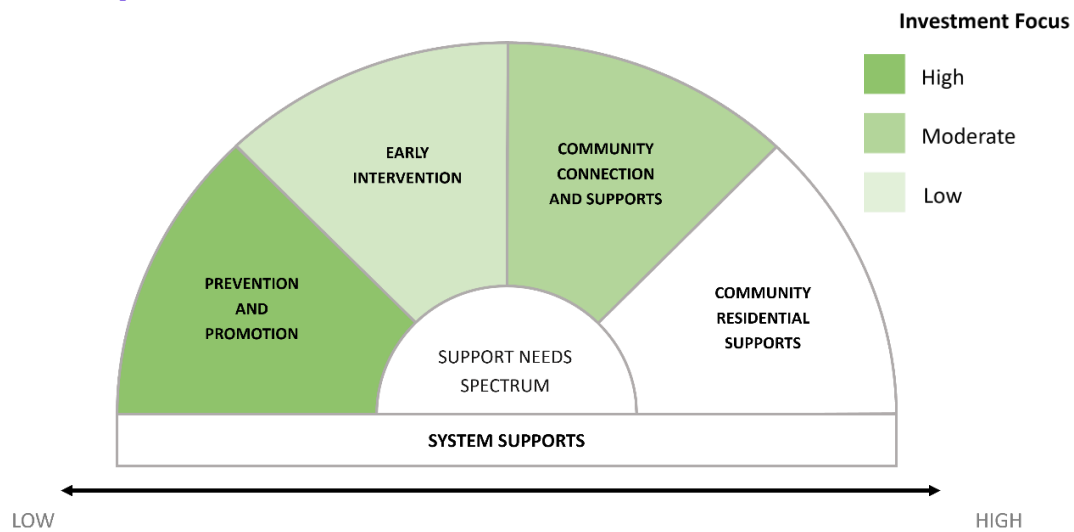 Investment Focus
High
Moderate
Low
EARLY
INTERVENTION
COMMUNITY
CONNECTION
AND SUPPORTS
PREVENTION
AND
PROMOTION
COMMUNITY
RESIDENTIAL
SUPPORTS
SUPPORT NEEDS
SPECTRUM
SYSTEM SUPPORTS
LOW
HIGH